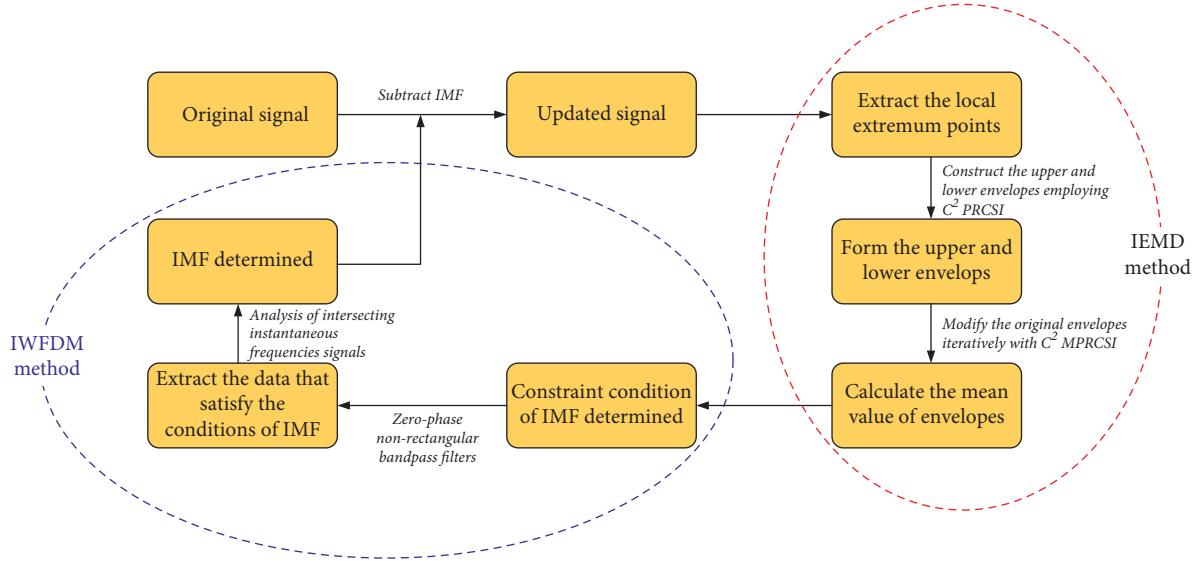 Original signal
Subtract IMF
Updated signal
Extract the local
extremum points
Construct the upper and
lower envelopes employing
C² PRCSI
Form the upper and
lower envelops
IEMD
method
Modify the original envelopes
iteratively with C² MPRCSI
Calculate the mean
value of envelopes
Constraint condition
of IMF determined
Zero-phase
non-rectangular
bandpass filters
Extract the data that
satisfy the
conditions of IMF
Analysis of intersecting
instantaneous
frequencies signals
IMF determined
IWFDM
method